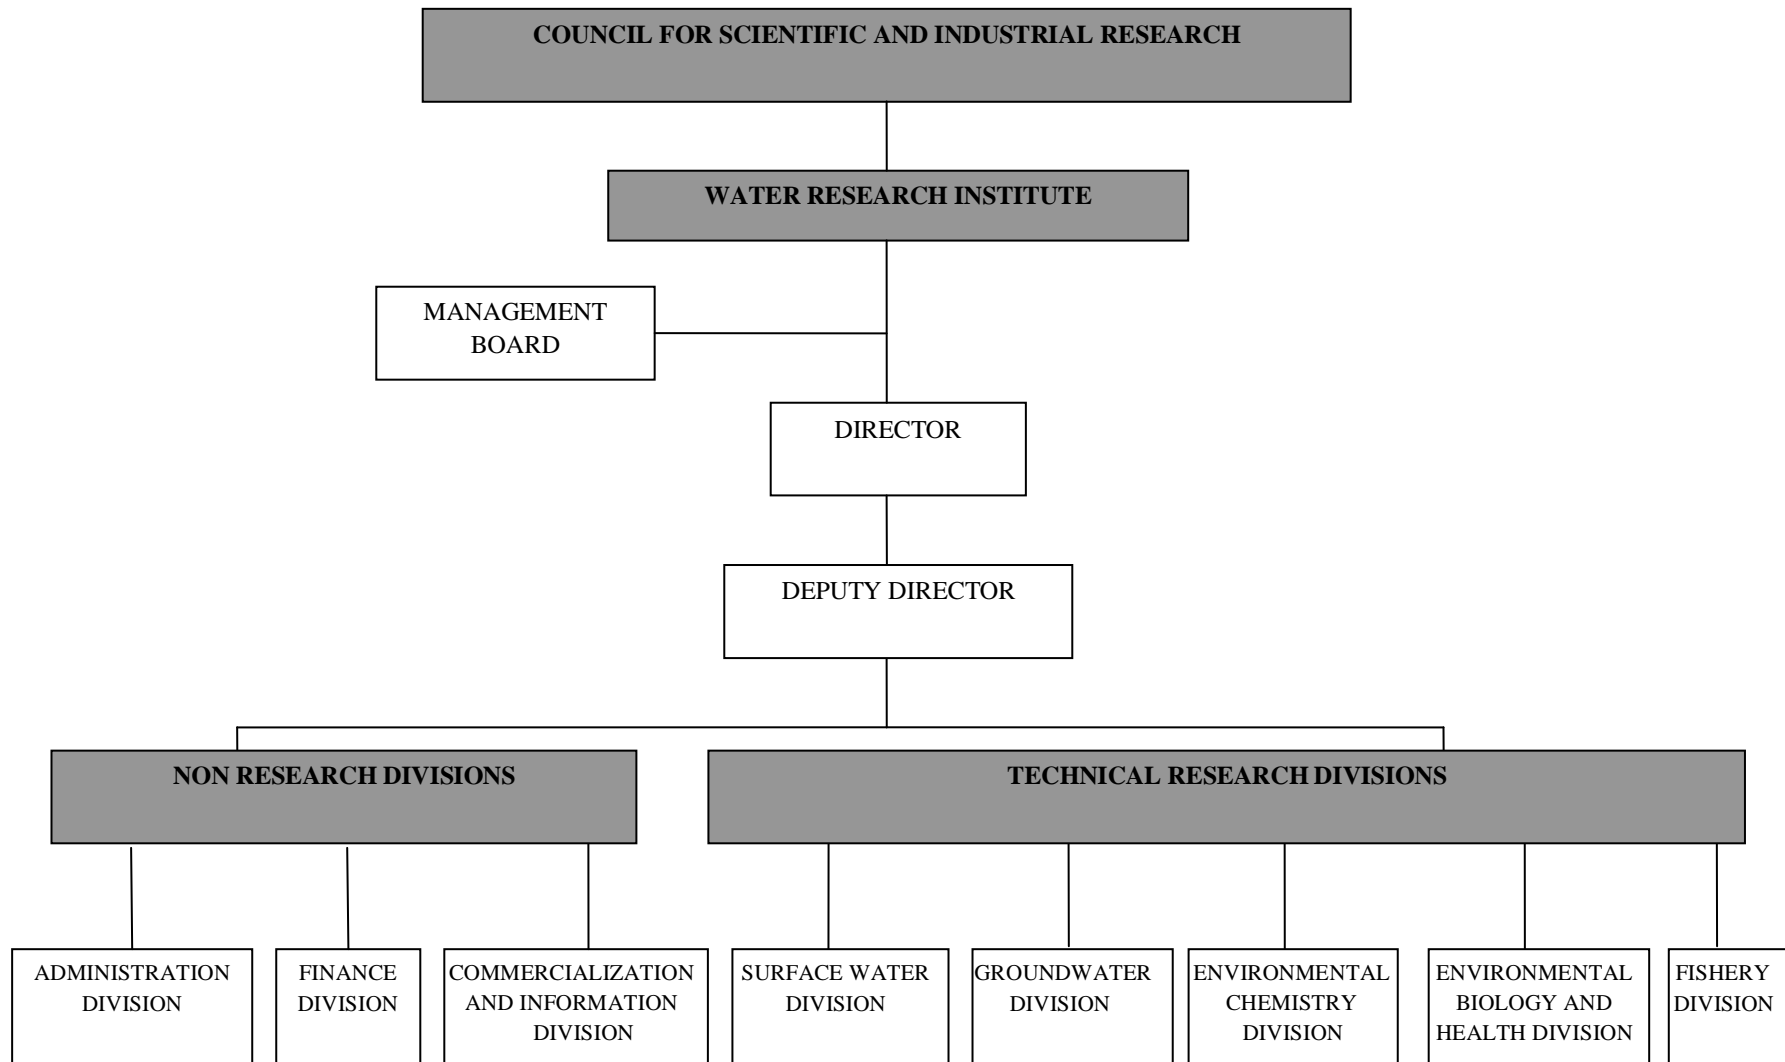 COUNCIL FOR SCIENTIFIC AND INDUSTRIAL RESEARCH
WATER RESEARCH INSTITUTE
MANAGEMENT
BOARD
DIRECTOR
DEPUTY DIRECTOR
NON RESEARCH DIVISIONS
TECHNICAL RESEARCH DIVISIONS
ADMINISTRATION
DIVISION
FINANCE
DIVISION
COMMERCIALIZATION
AND INFORMATION
DIVISION
SURFACE WATER
DIVISION
GROUNDWATER
DIVISION
ENVIRONMENTAL
CHEMISTRY
DIVISION
ENVIRONMENTAL
BIOLOGY AND
HEALTH DIVISION
FISHERY
DIVISION